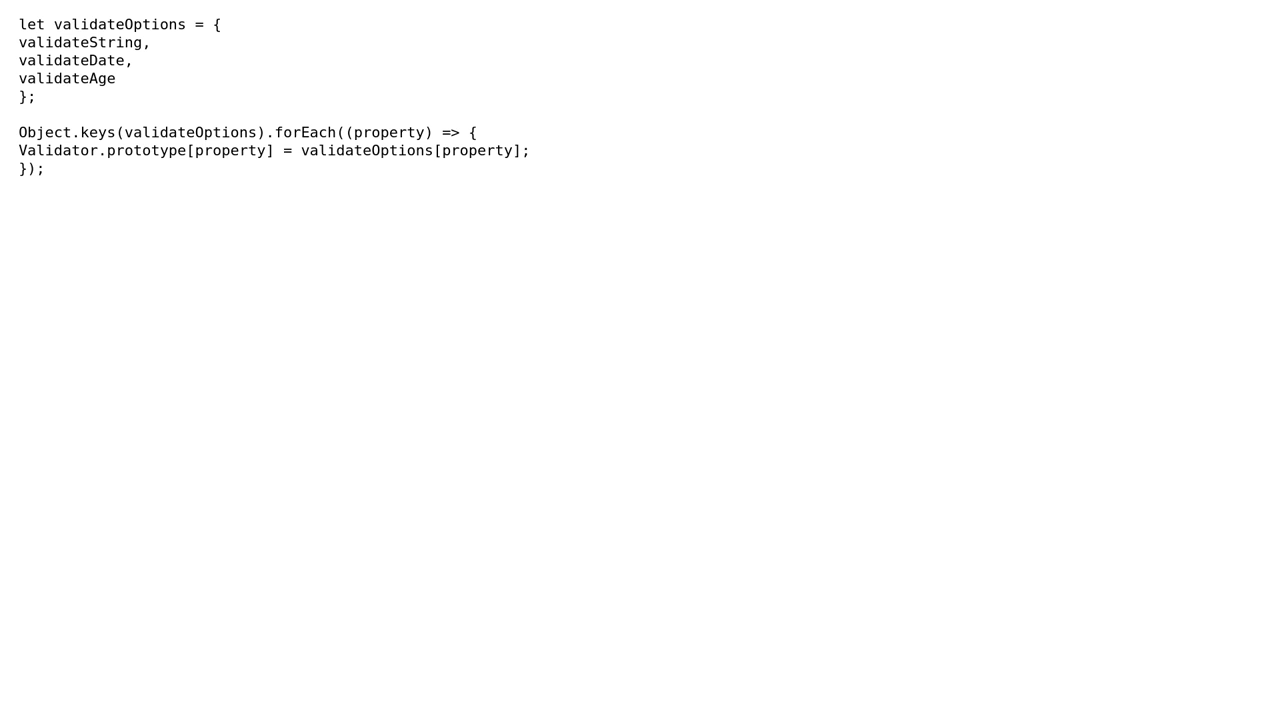 let validateOptions = {
validateString,
validateDate,
validateAge
};

Object.keys(validateOptions).forEach((property) => {
Validator.prototype[property] = validateOptions[property];
});